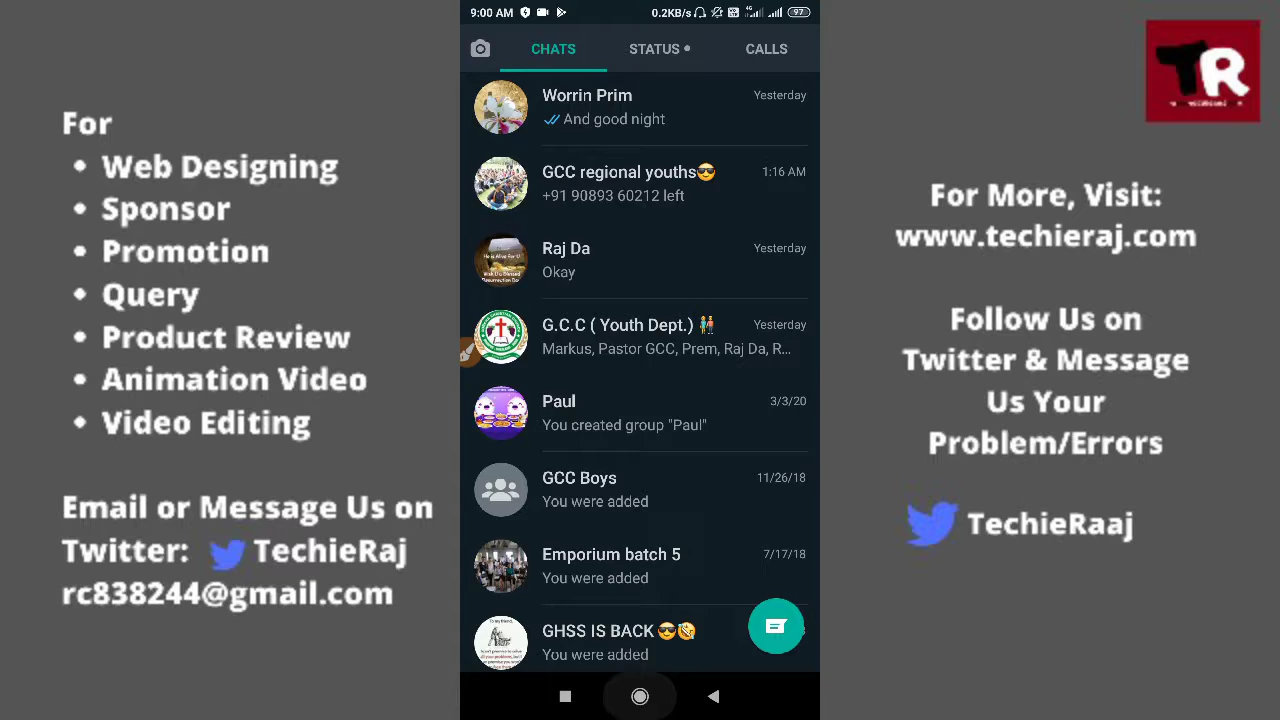 For
• Web Designing
• Sponsor
• Promotion
• Query
• Product Review
• Animation Video
• Video Editing
Email or Message Us on
Twitter: TechieRaj
rc838244@gmail.com
9:00 AM 0.2KB/s 4G 97
CHATS STATUS • CALLS
Worrin Prim Yesterday
And good night
GCC regional youths😎 1:16 AM
+91 90893 60212 left
Raj Da Yesterday
Okay
G.C.C ( Youth Dept.) 👫 Yesterday
Markus, Pastor GCC, Prem, Raj Da, R...
Paul 3/3/20
You created group "Paul"
GCC Boys 11/26/18
You were added
Emporium batch 5 7/17/18
You were added
GHSS IS BACK 😎🤣
You were added
TR
For More, Visit:
www.techieraj.com
Follow Us on
Twitter & Message
Us Your
Problem/Errors
TechieRaaj